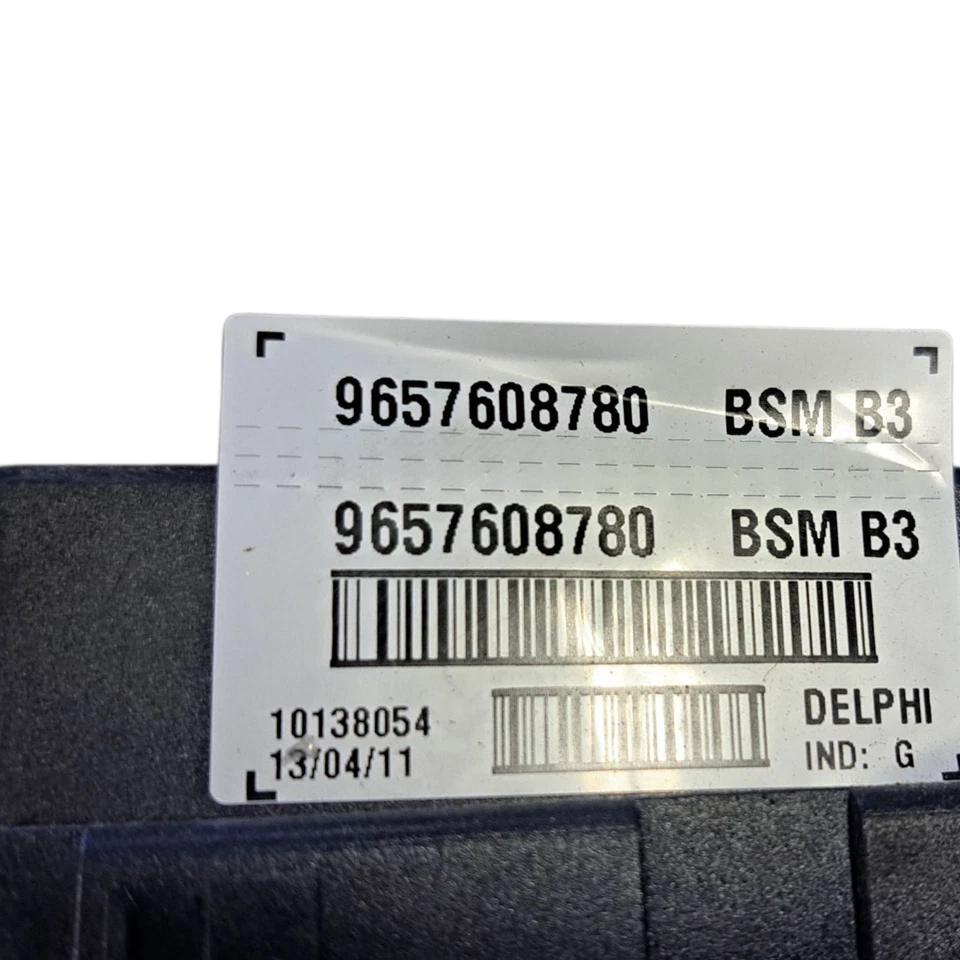 9657608780 BSM B3
9657608780 BSM B3
10138054
13/04/11
DELPHI
IND: G